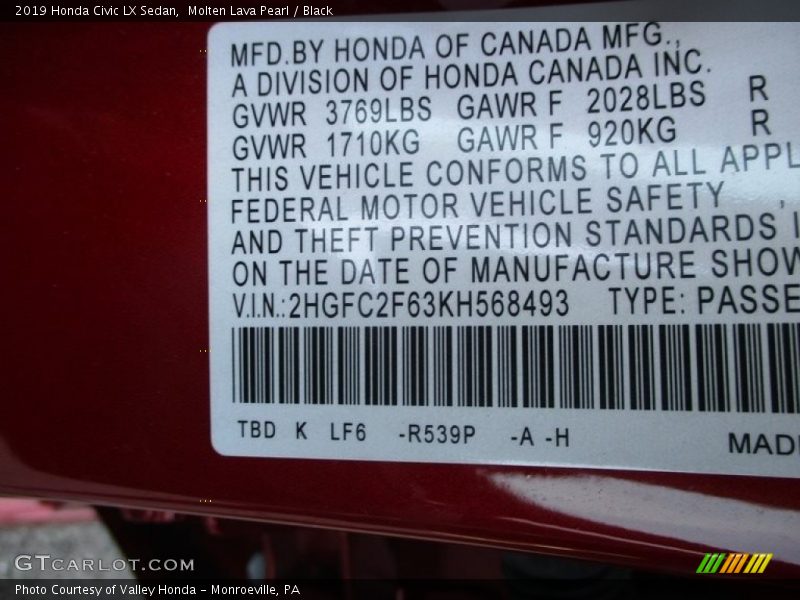 2019 Honda Civic LX Sedan,  Molten Lava Pearl / Black
MFD.BY HONDA OF CANADA MFG.,
A DIVISION OF HONDA CANADA INC.
GVWR 3769LBS GAWR F 2028LBS R
GVWR 1710KG GAWR F 920KG R
THIS VEHICLE CONFORMS TO ALL APPL
FEDERAL MOTOR VEHICLE SAFETY ,
AND THEFT PREVENTION STANDARDS I
ON THE DATE OF MANUFACTURE SHOW
V.I.N.:2HGFC2F63KH568493 TYPE: PASSE
TBD K LF6 -R539P -A -H
MADE
GTCARLOT.COM
Photo Courtesy of Valley Honda - Monroeville, PA